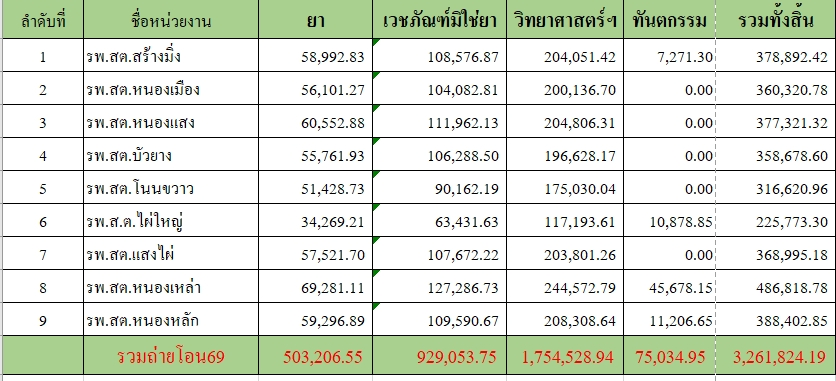 ลำดับที่ ชื่อหน่วยงาน ยา เวชภัณฑ์มิใช่ยา วิทยาศาสตร์ฯ ทันตกรรม รวมทั้งสิ้น
1 รพ.สต.สร้างมิ่ง 58,992.83 108,576.87 204,051.42 7,271.30 378,892.42
2 รพ.สต.หนองเมือง 56,101.27 104,082.81 200,136.70 0.00 360,320.78
3 รพ.สต.หนองแสง 60,552.88 111,962.13 204,806.31 0.00 377,321.32
4 รพ.สต.บัวยาง 55,761.93 106,288.50 196,628.17 0.00 358,678.60
5 รพ.สต.โนนขวาว 51,428.73 90,162.19 175,030.04 0.00 316,620.96
6 รพ.ส.ต.ไผ่ใหญ่ 34,269.21 63,431.63 117,193.61 10,878.85 225,773.30
7 รพ.สต.แสงไผ่ 57,521.70 107,672.22 203,801.26 0.00 368,995.18
8 รพ.สต.หนองเหล่า 69,281.11 127,286.73 244,572.79 45,678.15 486,818.78
9 รพ.สต.หนองหลัก 59,296.89 109,590.67 208,308.64 11,206.65 388,402.85
รวมถ่ายโอน69 503,206.55 929,053.75 1,754,528.94 75,034.95 3,261,824.19